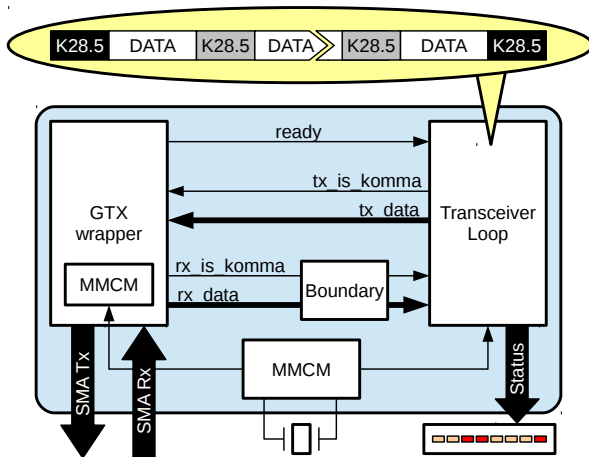 K28.5 DATA K28.5 DATA K28.5 DATA K28.5
ready
tx_is_komma
tx_data
GTX
wrapper
Transceiver
Loop
rx_is_komma
MMCM
Boundary
rx_data
MMCM
SMA Tx
SMA Rx
Status